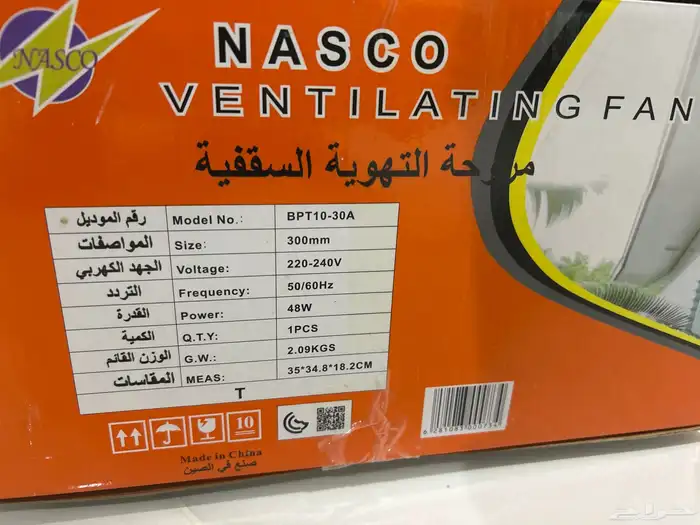 NASCO
NASCO
VENTILATING FAN
مروحة التهوية السقفية
رقم الموديل Model No.: BPT10-30A
المواصفات Size: 300mm
الجهد الكهربي Voltage: 220-240V
التردد Frequency: 50/60Hz
القدرة Power: 48W
الكمية Q.T.Y: 1PCS
الوزن القائم G.W.: 2.09KGS
المقاسات MEAS: 35*34.8*18.2CM
T
10
Made in China
صنع في الصين
حراج